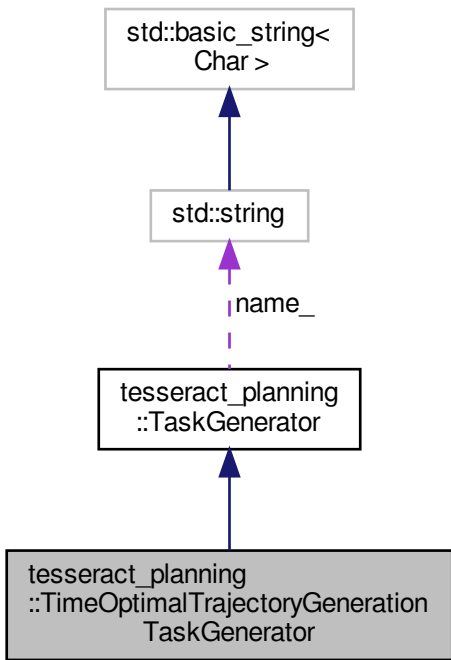 std::basic_string<
Char >
std::string
name_
tesseract_planning
::TaskGenerator
tesseract_planning
::TimeOptimalTrajectoryGeneration
TaskGenerator